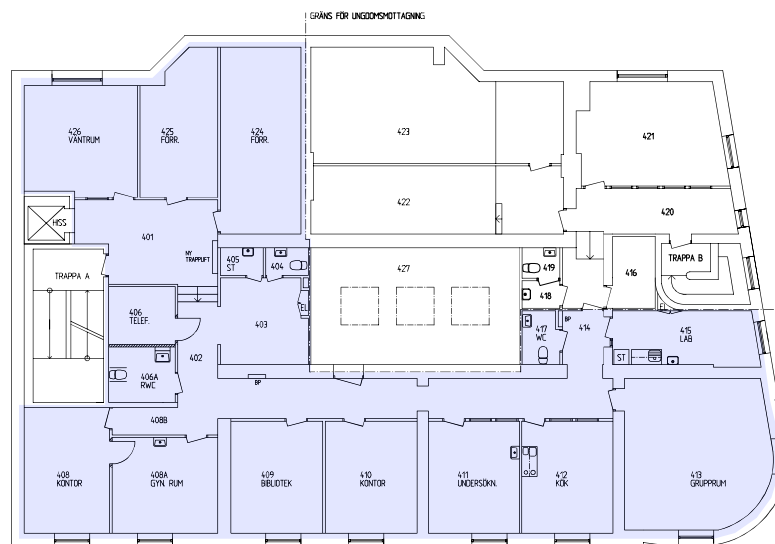 GRÄNS FÖR UNGDOMSMOTTAGNING
426
VÄNTRUM
425
FÖRR.
424
FÖRR.
423
421
422
420
HISS
401
NY
TRAPPLIFT
405
ST
404
427
419
418
416
TRAPPA B
TRAPPA A
EL
EL
406
TELEF.
403
402
417
WC
BP
414
415
LAB
ST
406A
RWC
BP
408B
408
KONTOR
408A
GYN. RUM
409
BIBLIOTEK
410
KONTOR
411
UNDERSÖKN.
412
KÖK
413
GRUPPRUM